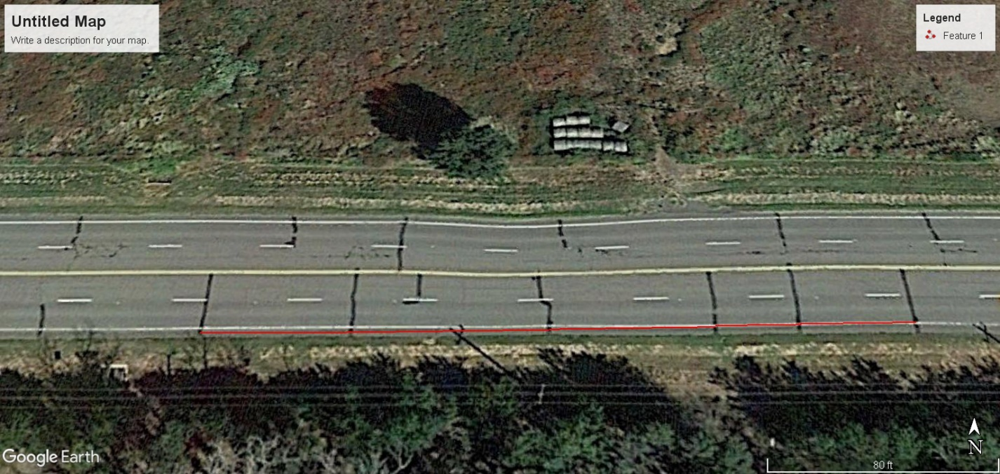 Untitled Map
Write a description for your map.
Legend
Feature 1
Google Earth
N
80 ft